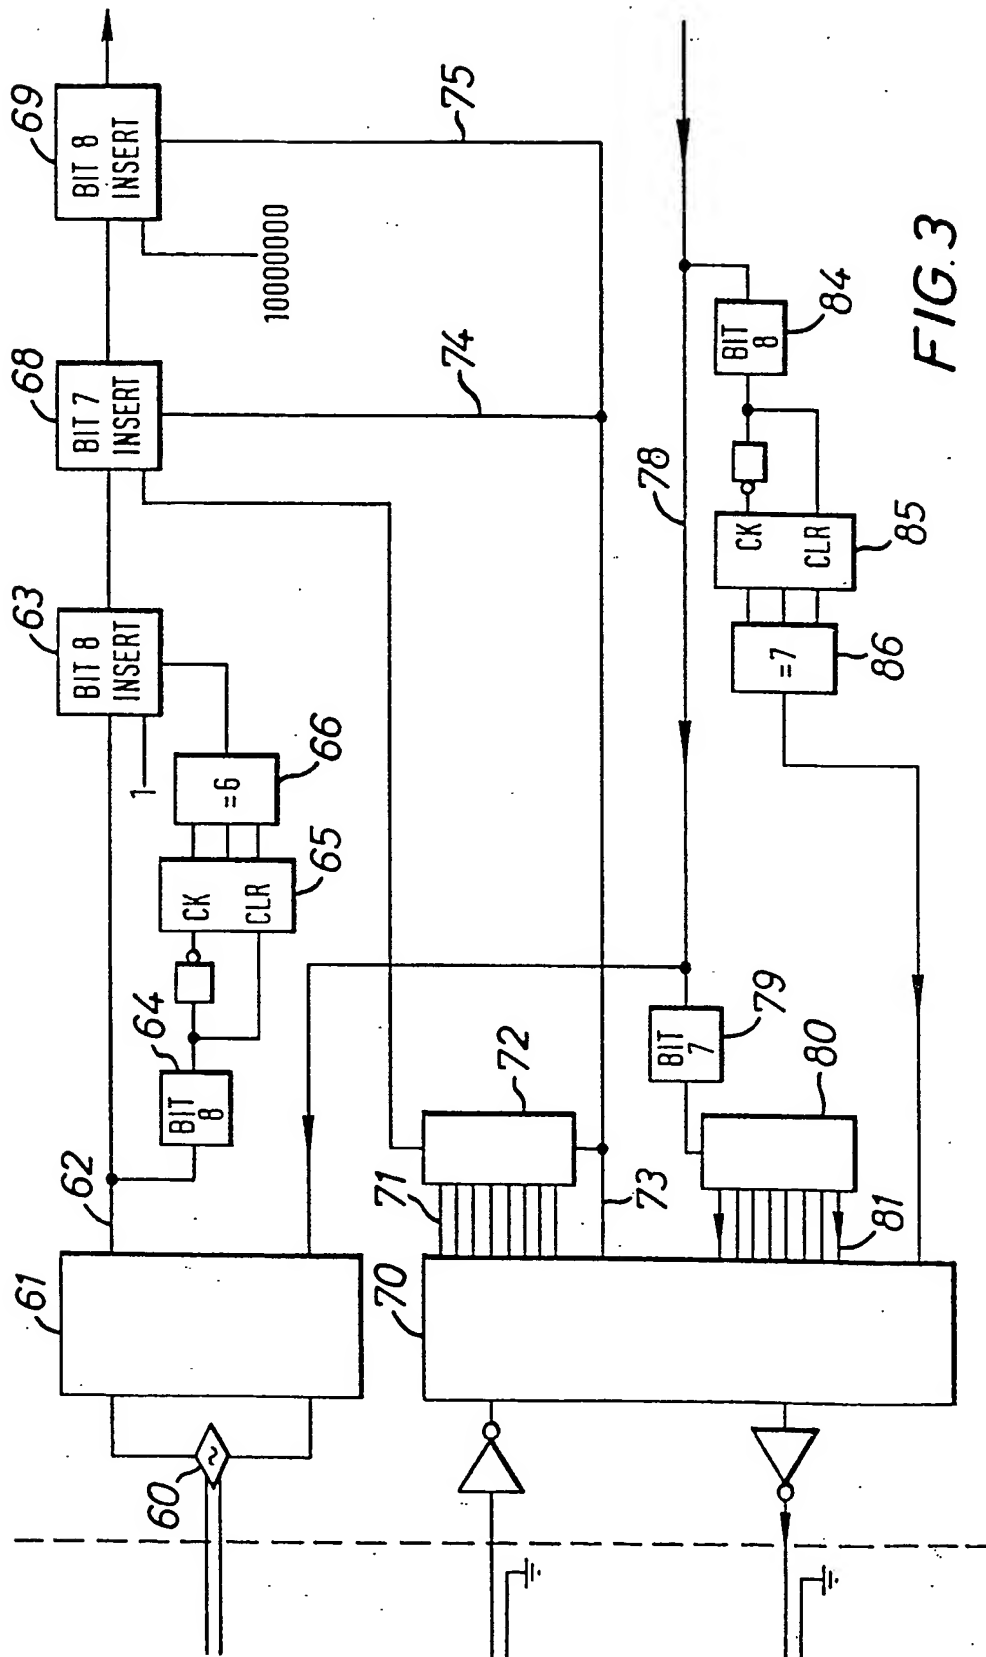 60
61
62
BIT 8
64
CK
CLR
65
=6
66
1
BIT 8 INSERT
63
BIT 7 INSERT
68
BIT 8 INSERT
69
10000000
70
71
72
73
74
75
78
BIT 7
79
80
81
BIT 8
84
CK
CLR
85
=7
86
~
FIG.3